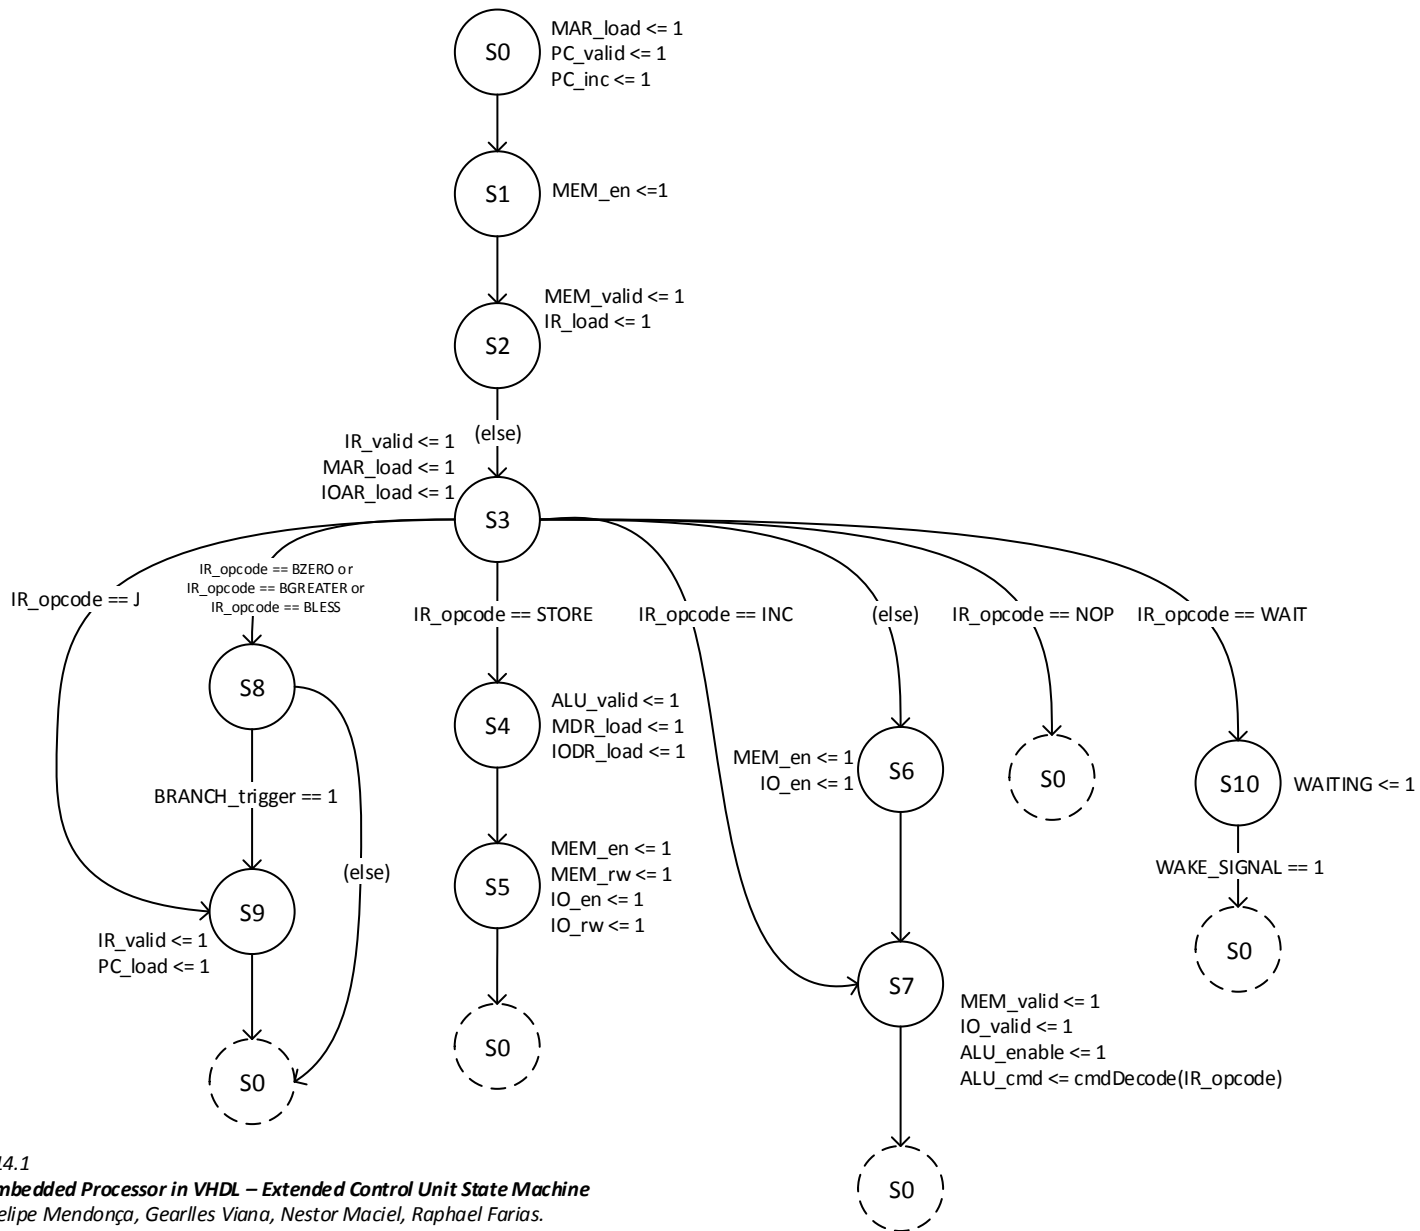 S0
MAR_load <= 1
PC_valid <= 1
PC_inc <= 1
S1
MEM_en <=1
MEM_valid <= 1
IR_load <= 1
S2
(else)
IR_valid <= 1
MAR_load <= 1
IOAR_load <= 1
S3
IR_opcode == J
IR_opcode == BZERO or
IR_opcode == BGREATER or
IR_opcode == BLESS
IR_opcode == STORE
IR_opcode == INC
(else)
IR_opcode == NOP
IR_opcode == WAIT
S8
S4
ALU_valid <= 1
MDR_load <= 1
IODR_load <= 1
MEM_en <= 1
IO_en <= 1
S6
S0
S10
WAITING <= 1
BRANCH_trigger == 1
(else)
WAKE_SIGNAL == 1
S5
MEM_en <= 1
MEM_rw <= 1
IO_en <= 1
IO_rw <= 1
S9
IR_valid <= 1
PC_load <= 1
S0
S7
MEM_valid <= 1
IO_valid <= 1
ALU_enable <= 1
ALU_cmd <= cmdDecode(IR_opcode)
S0
S0
S0
14.1
mbedded Processor in VHDL – Extended Control Unit State Machine
elipe Mendonça, Gearlles Viana, Nestor Maciel, Raphael Farias.